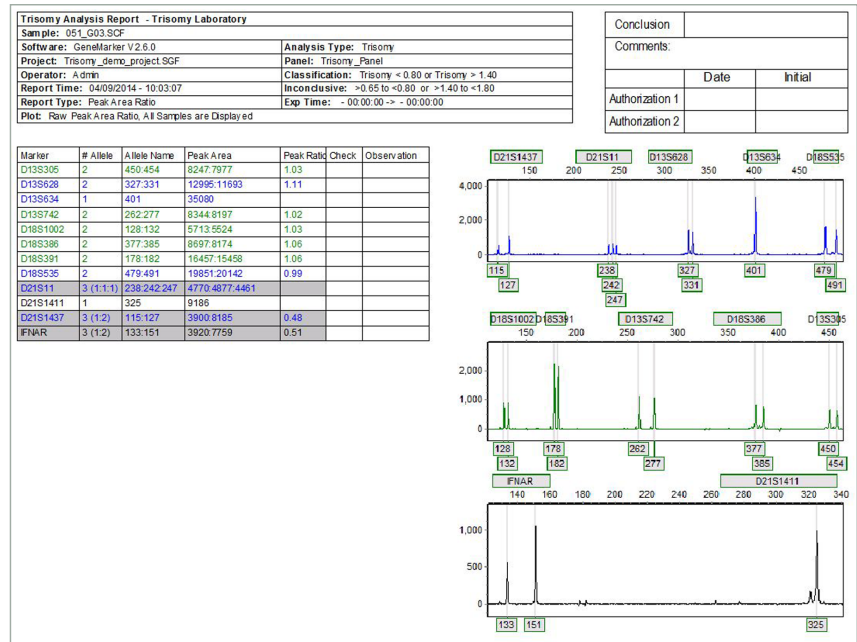 Trisomy Analysis Report - Trisomy Laboratory
Sample: 051_G03.SCF
Software: GeneMarker V2.6.0 Analysis Type: Trisomy
Project: Trisomy_demo_project.SGF Panel: Trisomy_Panel
Operator: Admin Classification: Trisomy < 0.80 or Trisomy > 1.40
Report Time: 04/09/2014 - 10:03:07 Inconclusive: >0.65 to <0.80 or >1.40 to <1.80
Report Type: Peak Area Ratio Exp Time: - 00:00:00 -> - 00:00:00
Plot: Raw Peak Area Ratio, All Samples are Displayed
Conclusion
Comments:
Date Initial
Authorization 1
Authorization 2
Marker # Allele Allele Name Peak Area Peak Ratio Check Observation
D13S305 2 450:454 8247:7977 1.03
D13S628 2 327:331 12995:11693 1.11
D13S634 1 401 35080
D13S742 2 262:277 8344:8197 1.02
D18S1002 2 128:132 5713:5524 1.03
D18S386 2 377:385 8697:8174 1.06
D18S391 2 178:182 16457:15458 1.06
D18S535 2 479:491 19851:20142 0.99
D21S11 3 (1:1:1) 238:242:247 4770:4877:4461
D21S1411 1 325 9186
D21S1437 3 (1:2) 115:127 3900:8185 0.48
IFNAR 3 (1:2) 133:151 3920:7759 0.51
D21S1437 D21S11 D13S628 D13S634 D18S535
150 200 250 300 350 400 450
4,000
2,000
0
115 238 327 401 479
127 242 331 491
247
D18S1002 D18S391 D13S742 D18S386 D13S305
150 200 250 300 350 400 450
2,000
1,000
0
128 178 262 377 450
132 182 277 385 454
IFNAR D21S1411
140 160 180 200 220 240 260 280 300 320 340
1,000
500
0
133 151 325